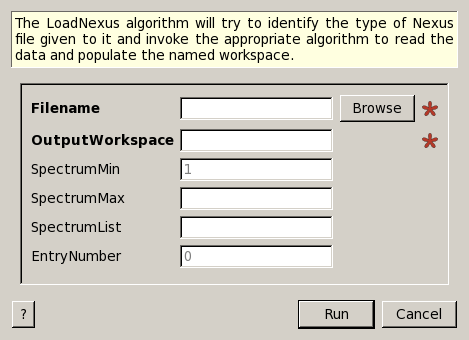 The LoadNexus algorithm will try to identify the type of Nexus
file given to it and invoke the appropriate algorithm to read the
data and populate the named workspace.
Filename Browse *
OutputWorkspace *
SpectrumMin 1
SpectrumMax
SpectrumList
EntryNumber 0
? Run Cancel